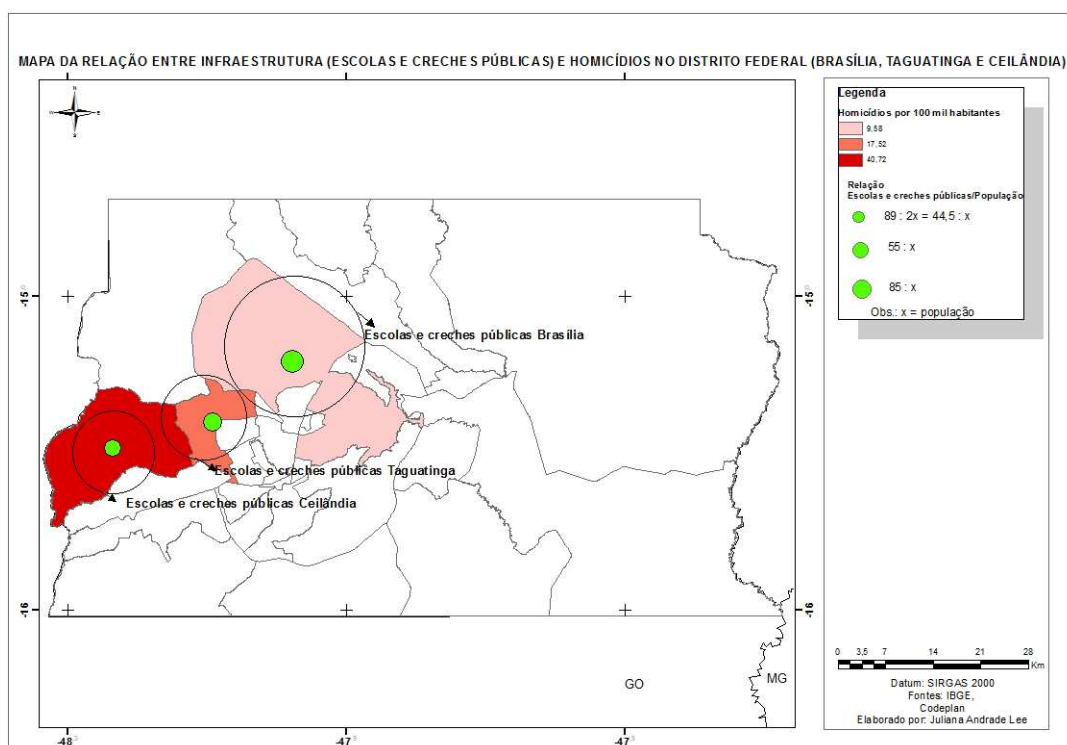 MAPA DA RELAÇÃO ENTRE INFRAESTRUTURA (ESCOLAS E CRECHES PÚBLICAS) E HOMICÍDIOS NO DISTRITO FEDERAL (BRASÍLIA, TAGUATINGA E CEILÂNDIA)
N
W E
S
Legenda
Homicídios por 100 mil habitantes
9,58
17,52
40,72
Relação
Escolas e creches públicas/População
89 : 2x = 44,5 : x
55 : x
85 : x
Obs.: x = população
-15
-15
Escolas e creches públicas Brasília
Escolas e creches públicas Taguatinga
Escolas e creches públicas Ceilândia
-16
-16
GO
MG
-48
-47
-47
0 3,5 7 14 21 28
Km
Datum: SIRGAS 2000
Fontes: IBGE,
Codeplan
Elaborado por: Juliana Andrade Lee